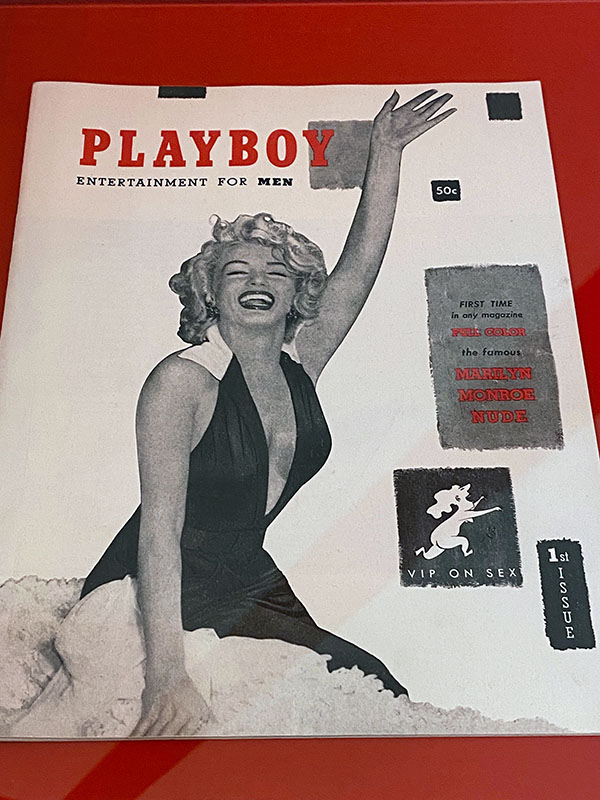 PLAYBOY
ENTERTAINMENT FOR MEN
50c
FIRST TIME
in any magazine
FULL COLOR
the famous
MARILYN
MONROE
NUDE
VIP ON SEX
1st
ISSUE